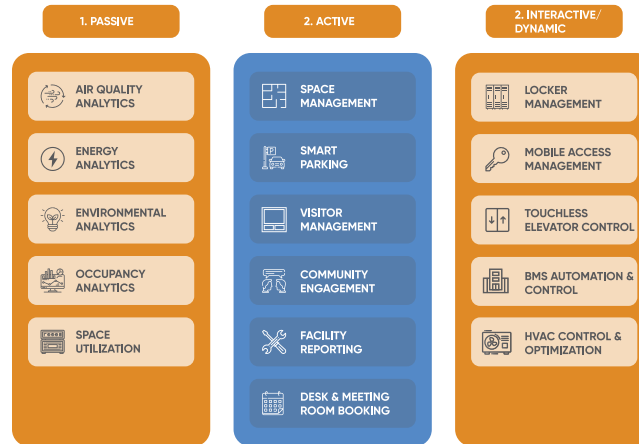 1. PASSIVE
AIR QUALITY
ANALYTICS
ENERGY
ANALYTICS
ENVIRONMENTAL
ANALYTICS
OCCUPANCY
ANALYTICS
SPACE
UTILIZATION
2. ACTIVE
SPACE
MANAGEMENT
P
SMART
PARKING
VISITOR
MANAGEMENT
COMMUNITY
ENGAGEMENT
FACILITY
REPORTING
DESK & MEETING
ROOM BOOKING
2. INTERACTIVE/
DYNAMIC
LOCKER
MANAGEMENT
MOBILE ACCESS
MANAGEMENT
TOUCHLESS
ELEVATOR CONTROL
BMS AUTOMATION &
CONTROL
HVAC CONTROL &
OPTIMIZATION